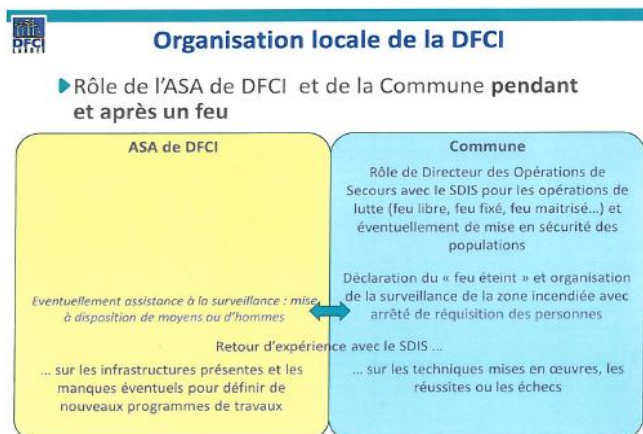 DFCI
LANDES
Organisation locale de la DFCI
Rôle de l'ASA de DFCI et de la Commune pendant
et après un feu
ASA de DFCI
Eventuellement assistance à la surveillance : mise
à disposition de moyens ou d'hommes
Commune
Rôle de Directeur des Opérations de
Secours avec le SDIS pour les opérations de
lutte (feu libre, feu fixé, feu maitrisé...) et
éventuellement de mise en sécurité des
populations
Déclaration du « feu éteint » et organisation
de la surveillance de la zone incendiée avec
arrêté de réquisition des personnes
Retour d'expérience avec le SDIS ...
... sur les infrastructures présentes et les
manques éventuels pour définir de
nouveaux programmes de travaux
... sur les techniques mises en œuvres, les
réussites ou les échecs